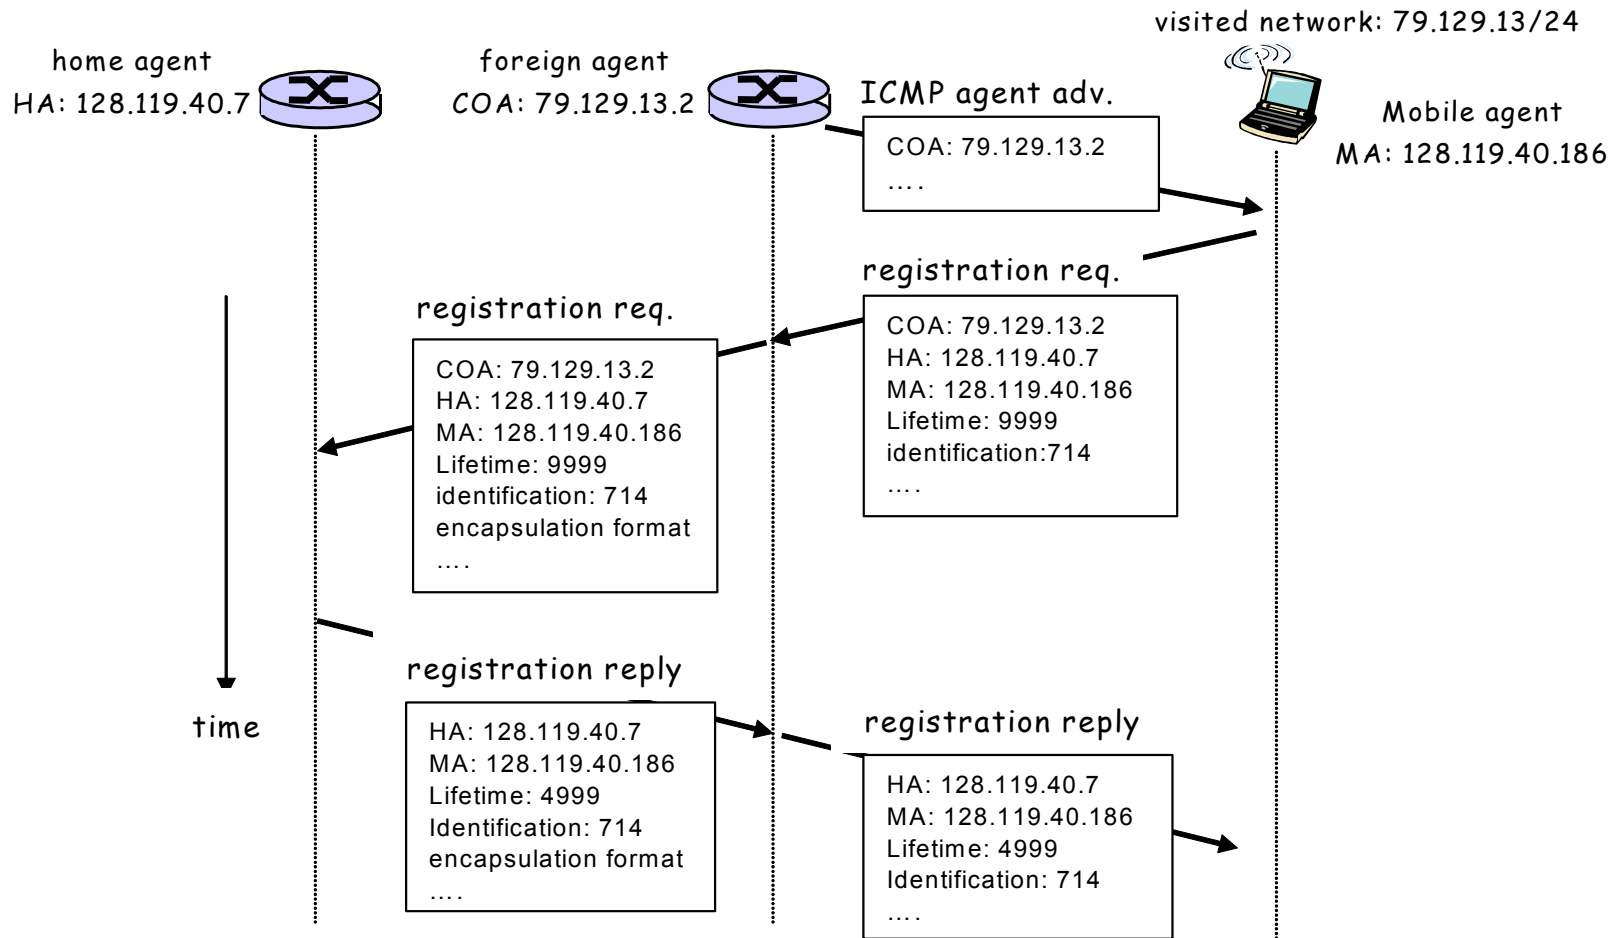 visited network: 79.129.13/24
home agent
HA: 128.119.40.7
foreign agent
COA: 79.129.13.2
ICMP agent adv.
COA: 79.129.13.2
....
Mobile agent
MA: 128.119.40.186
registration req.
COA: 79.129.13.2
HA: 128.119.40.7
MA: 128.119.40.186
Lifetime: 9999
identification:714
....
registration req.
COA: 79.129.13.2
HA: 128.119.40.7
MA: 128.119.40.186
Lifetime: 9999
identification: 714
encapsulation format
....
time
registration reply
HA: 128.119.40.7
MA: 128.119.40.186
Lifetime: 4999
Identification: 714
encapsulation format
....
registration reply
HA: 128.119.40.7
MA: 128.119.40.186
Lifetime: 4999
Identification: 714
....